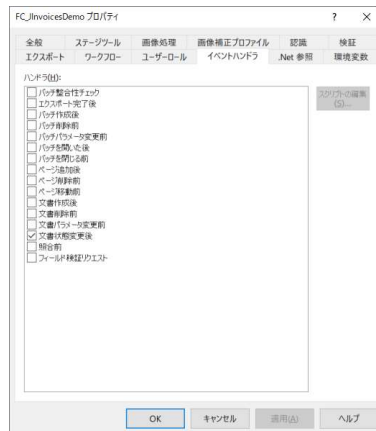 FC_JInvoicesDemo プロパティ ? ×
全般 ステージツール 画像処理 画像補正プロファイル 認識 検証
エクスポート ワークフロー ユーザーロール イベントハンドラ .Net 参照 環境変数
ハンドラ(H):
バッチ整合性チェック
エクスポート完了後
バッチ作成後
バッチ削除前
バッチパラメータ変更前
バッチを開いた後
バッチを閉じる前
ページ追加後
ページ削除前
ページ移動前
文書作成後
文書削除前
文書パラメータ変更前
文書状態変更後
照合前
フィールド検証リクエスト
スクリプトの編集
(S)...
OK キャンセル 適用(A) ヘルプ